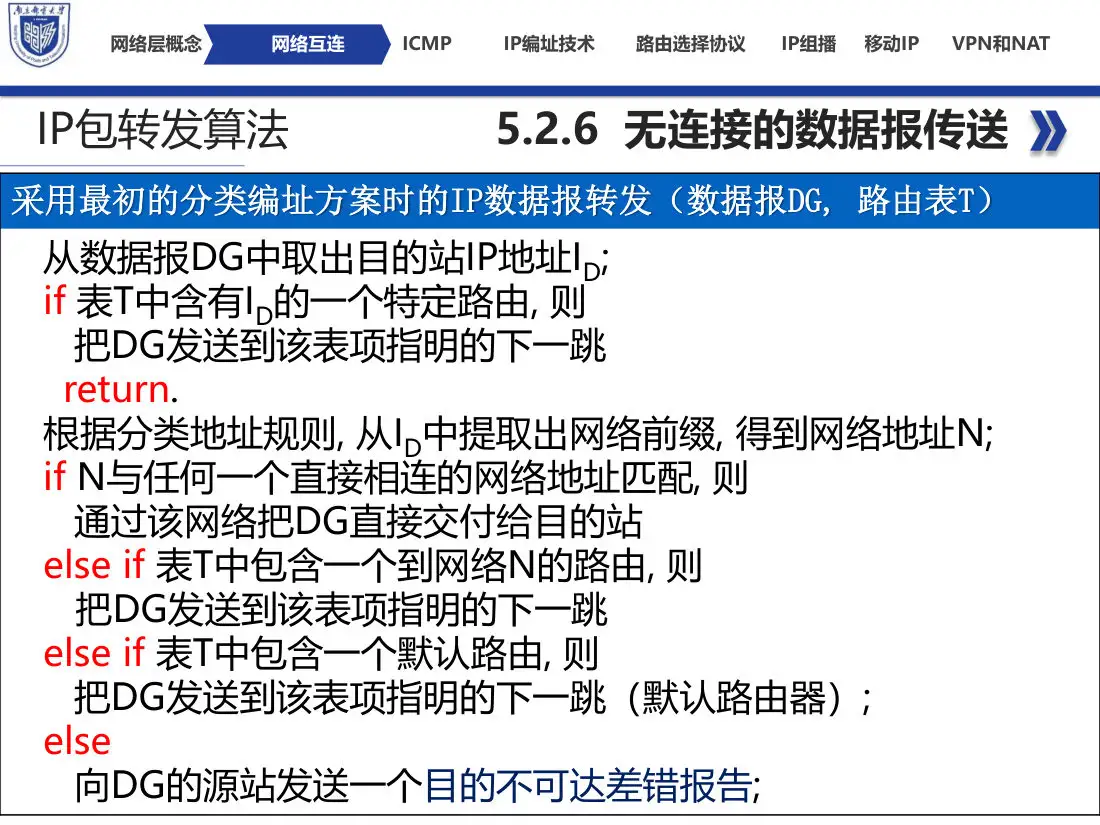 南京邮电大学
网络层概念 网络互连 ICMP IP编址技术 路由选择协议 IP组播 移动IP VPN和NAT
IP包转发算法 5.2.6 无连接的数据报传送
采用最初的分类编址方案时的IP数据报转发（数据报DG, 路由表T）
从数据报DG中取出目的站IP地址ID;
if 表T中含有ID的一个特定路由, 则
把DG发送到该表项指明的下一跳
return.
根据分类地址规则, 从ID中提取出网络前缀, 得到网络地址N;
if N与任何一个直接相连的网络地址匹配, 则
通过该网络把DG直接交付给目的站
else if 表T中包含一个到网络N的路由, 则
把DG发送到该表项指明的下一跳
else if 表T中包含一个默认路由, 则
把DG发送到该表项指明的下一跳（默认路由器）;
else
向DG的源站发送一个目的不可达差错报告;